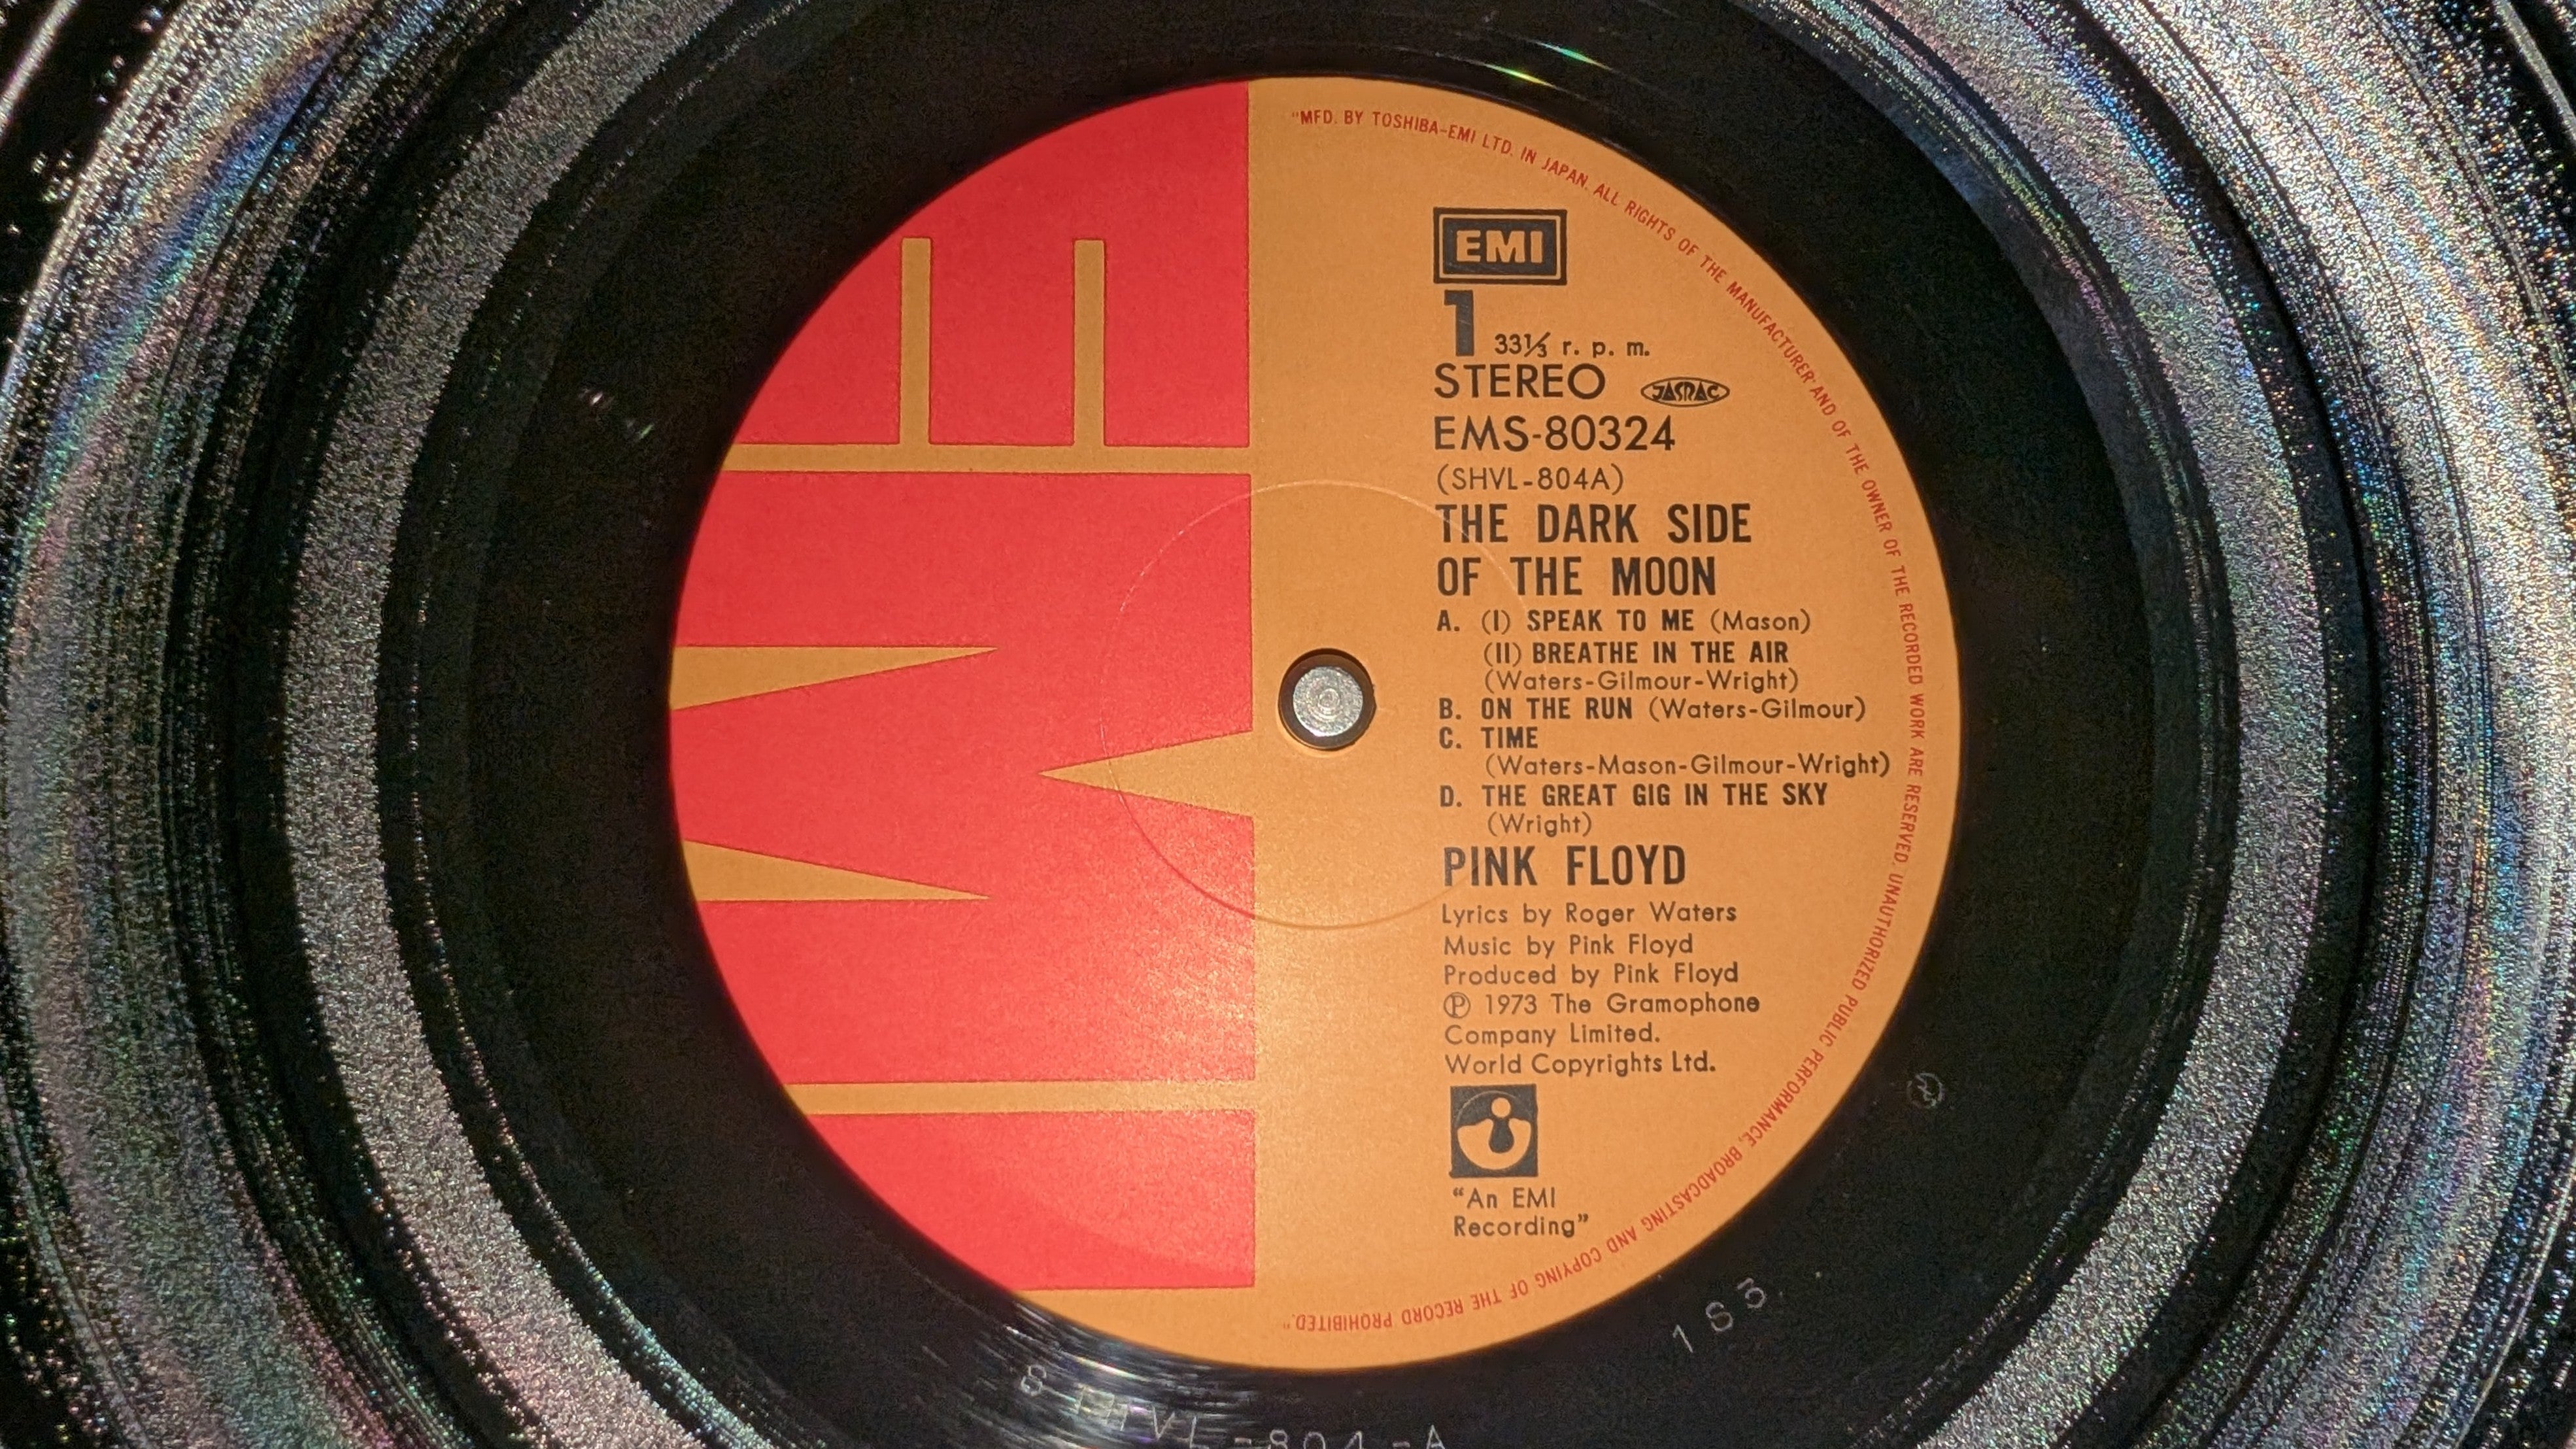 "MFD. BY TOSHIBA-EMI LTD. IN JAPAN. ALL RIGHTS OF THE MANUFACTURER AND OF THE OWNER OF THE RECORDED WORK ARE RESERVED. UNAUTHORIZED PUBLIC PERFORMANCE, BROADCASTING AND COPYING OF THE RECORD PROHIBITED."
EMI
1 33⅓ r. p. m.
STEREO JASRAC
EMS-80324
(SHVL-804A)
THE DARK SIDE
OF THE MOON
A. (I) SPEAK TO ME (Mason)
(II) BREATHE IN THE AIR
(Waters-Gilmour-Wright)
B. ON THE RUN (Waters-Gilmour)
C. TIME
(Waters-Mason-Gilmour-Wright)
D. THE GREAT GIG IN THE SKY
(Wright)
PINK FLOYD
Lyrics by Roger Waters
Music by Pink Floyd
Produced by Pink Floyd
℗ 1973 The Gramophone
Company Limited.
World Copyrights Ltd.
"An EMI
Recording"
1 S 3
EM